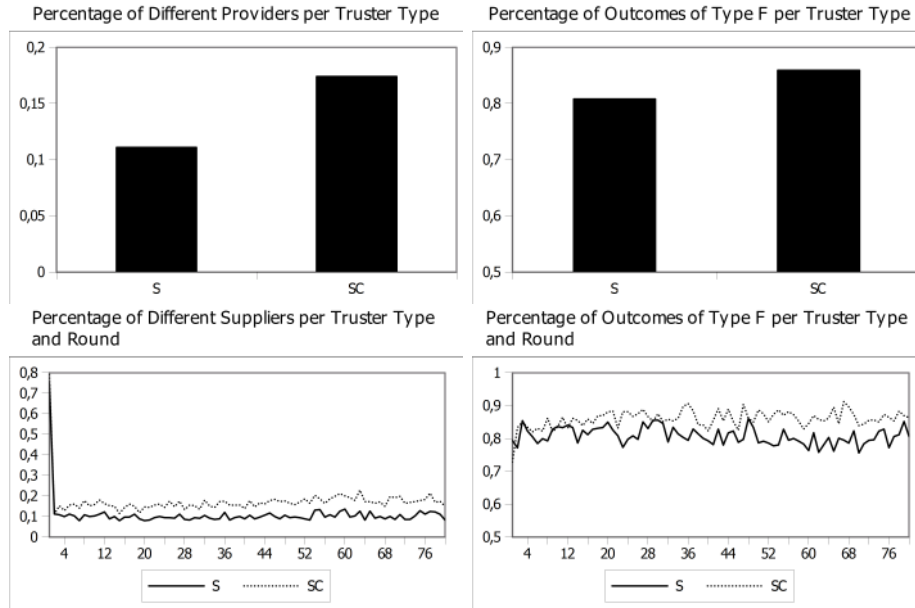 Percentage of Different Providers per Truster Type
0,2
0,15
0,1
0,05
0
S SC
Percentage of Outcomes of Type F per Truster Type
0,9
0,8
0,7
0,6
0,5
S SC
Percentage of Different Suppliers per Truster Type
and Round
0,8
0,7
0,6
0,5
0,4
0,3
0,2
0,1
0
4 12 20 28 36 44 52 60 68 76
S SC
Percentage of Outcomes of Type F per Truster Type
and Round
1
0,9
0,8
0,7
0,6
0,5
4 12 20 28 36 44 52 60 68 76
S SC